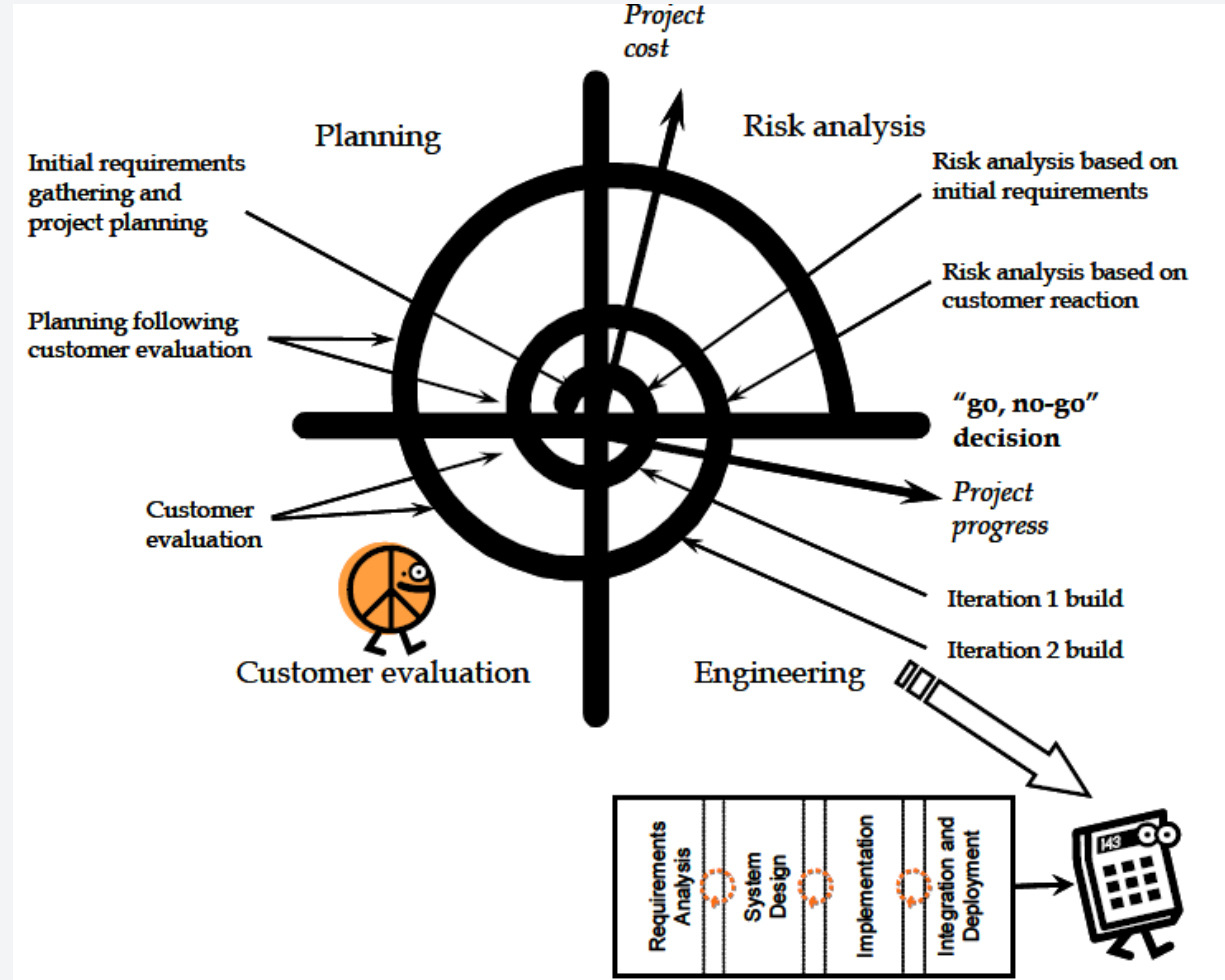 Project
cost
Planning
Risk analysis
Initial requirements
gathering and
project planning
Risk analysis based on
initial requirements
Risk analysis based on
customer reaction
Planning following
customer evaluation
“go, no-go”
decision
Project
progress
Customer
evaluation
Iteration 1 build
Iteration 2 build
Customer evaluation
Engineering
Requirements
Analysis
System
Design
Implementation
Integration and
Deployment
143